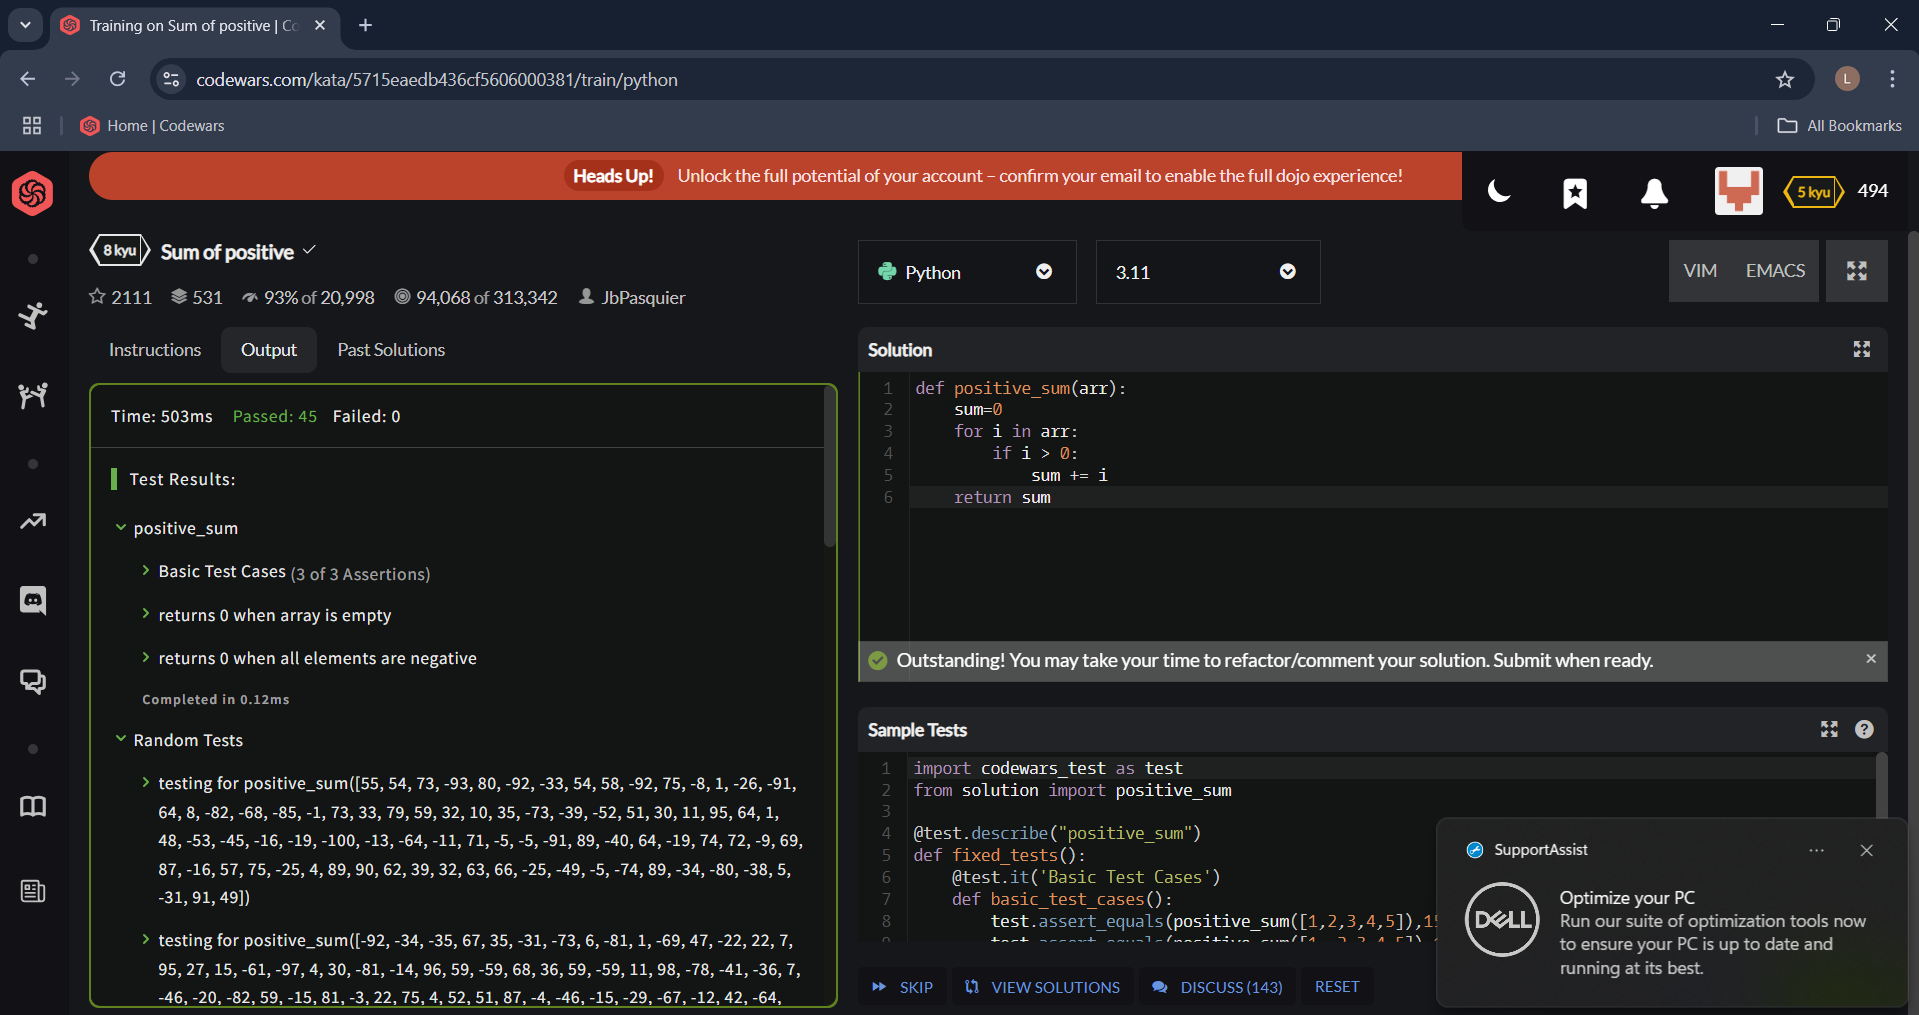 Training on Sum of positive | Co
codewars.com/kata/5715eaedb436cf5606000381/train/python
L
Home | Codewars
All Bookmarks
Heads Up! Unlock the full potential of your account – confirm your email to enable the full dojo experience!
5 kyu 494
8 kyu Sum of positive
2111 531 93% of 20,998 94,068 of 313,342 JbPasquier
Instructions Output Past Solutions
Time: 503ms Passed: 45 Failed: 0
Test Results:
positive_sum
Basic Test Cases (3 of 3 Assertions)
returns 0 when array is empty
returns 0 when all elements are negative
Completed in 0.12ms
Random Tests
testing for positive_sum([55, 54, 73, -93, 80, -92, -33, 54, 58, -92, 75, -8, 1, -26, -91,
64, 8, -82, -68, -85, -1, 73, 33, 79, 59, 32, 10, 35, -73, -39, -52, 51, 30, 11, 95, 64, 1,
48, -53, -45, -16, -19, -100, -13, -64, -11, 71, -5, -5, -91, 89, -40, 64, -19, 74, 72, -9, 69,
87, -16, 57, 75, -25, 4, 89, 90, 62, 39, 32, 63, 66, -25, -49, -5, -74, 89, -34, -80, -38, 5,
-31, 91, 49])
testing for positive_sum([-92, -34, -35, 67, 35, -31, -73, 6, -81, 1, -69, 47, -22, 22, 7,
95, 27, 15, -61, -97, 4, 30, -81, -14, 96, 59, -59, 68, 36, 59, -59, 11, 98, -78, -41, -36, 7,
-46, -20, -82, 59, -15, 81, -3, 22, 75, 4, 52, 51, 87, -4, -46, -15, -29, -67, -12, 42, -64,
Python
3.11
VIM EMACS
Solution
1 def positive_sum(arr):
2 sum=0
3 for i in arr:
4 if i > 0:
5 sum += i
6 return sum
Outstanding! You may take your time to refactor/comment your solution. Submit when ready.
Sample Tests
1 import codewars_test as test
2 from solution import positive_sum
3
4 @test.describe("positive_sum")
5 def fixed_tests():
6 @test.it('Basic Test Cases')
7 def basic_test_cases():
8 test.assert_equals(positive_sum([1,2,3,4,5]),15
SKIP VIEW SOLUTIONS DISCUSS (143) RESET
SupportAssist
DELL
Optimize your PC
Run our suite of optimization tools now
to ensure your PC is up to date and
running at its best.